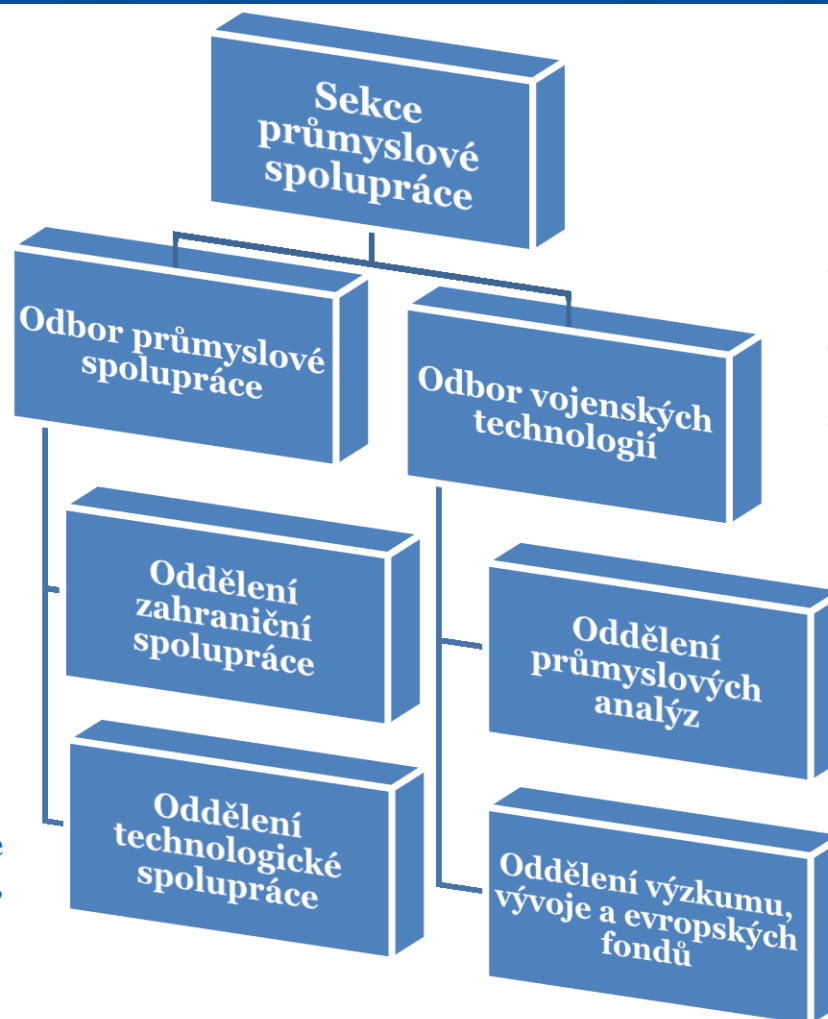 Sekce
průmyslové
spolupráce
Odbor průmyslové
spolupráce
Odbor vojenských
technologií
Oddělení
zahraniční
spolupráce
Oddělení
průmyslových
analýz
Oddělení
technologické
spolupráce
Oddělení výzkumu,
vývoje a evropských
fondů